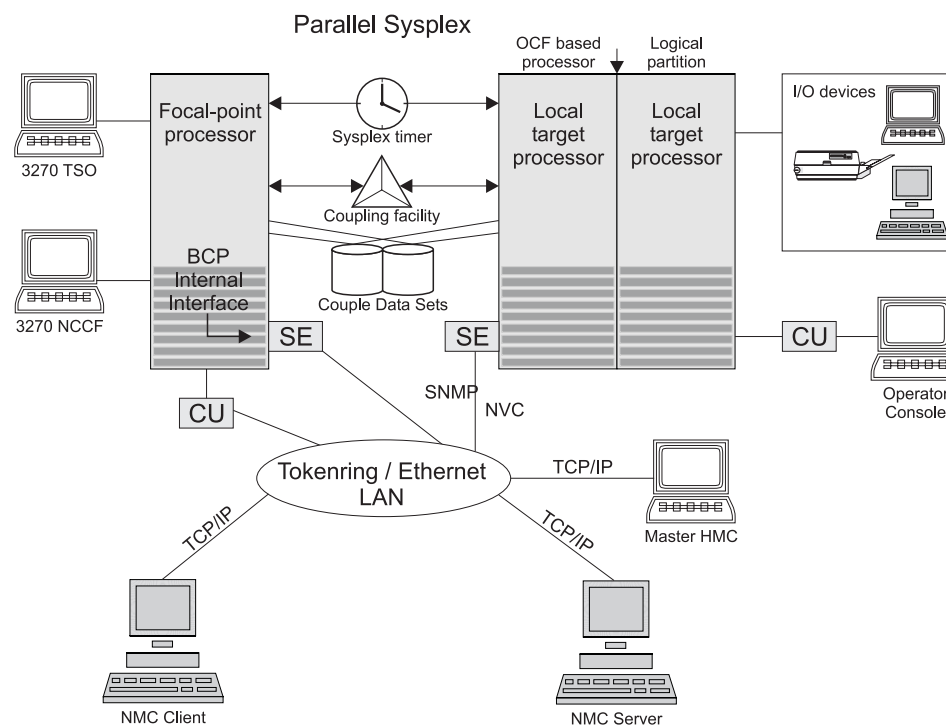 Parallel Sysplex
OCF based
processor
Logical
partition
3270 TSO
Focal-point
processor
Sysplex timer
Local
target
processor
Local
target
processor
I/O devices
Coupling facility
3270 NCCF
BCP
Internal
Interface
Couple Data Sets
SE
SE
CU
Operator
Console
CU
SNMP
NVC
Tokenring / Ethernet
LAN
TCP/IP
Master HMC
TCP/IP
TCP/IP
NMC Client
NMC Server